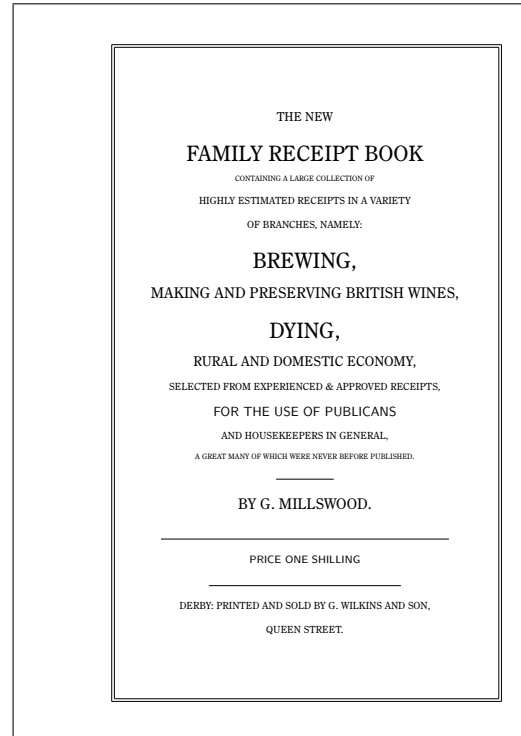 THE NEW
FAMILY RECEIPT BOOK
CONTAINING A LARGE COLLECTION OF
HIGHLY ESTIMATED RECEIPTS IN A VARIETY
OF BRANCHES, NAMELY:
BREWING,
MAKING AND PRESERVING BRITISH WINES,
DYING,
RURAL AND DOMESTIC ECONOMY,
SELECTED FROM EXPERIENCED & APPROVED RECEIPTS,
FOR THE USE OF PUBLICANS
AND HOUSEKEEPERS IN GENERAL,
A GREAT MANY OF WHICH WERE NEVER BEFORE PUBLISHED.
BY G. MILLSWOOD.
PRICE ONE SHILLING
DERBY: PRINTED AND SOLD BY G. WILKINS AND SON,
QUEEN STREET.